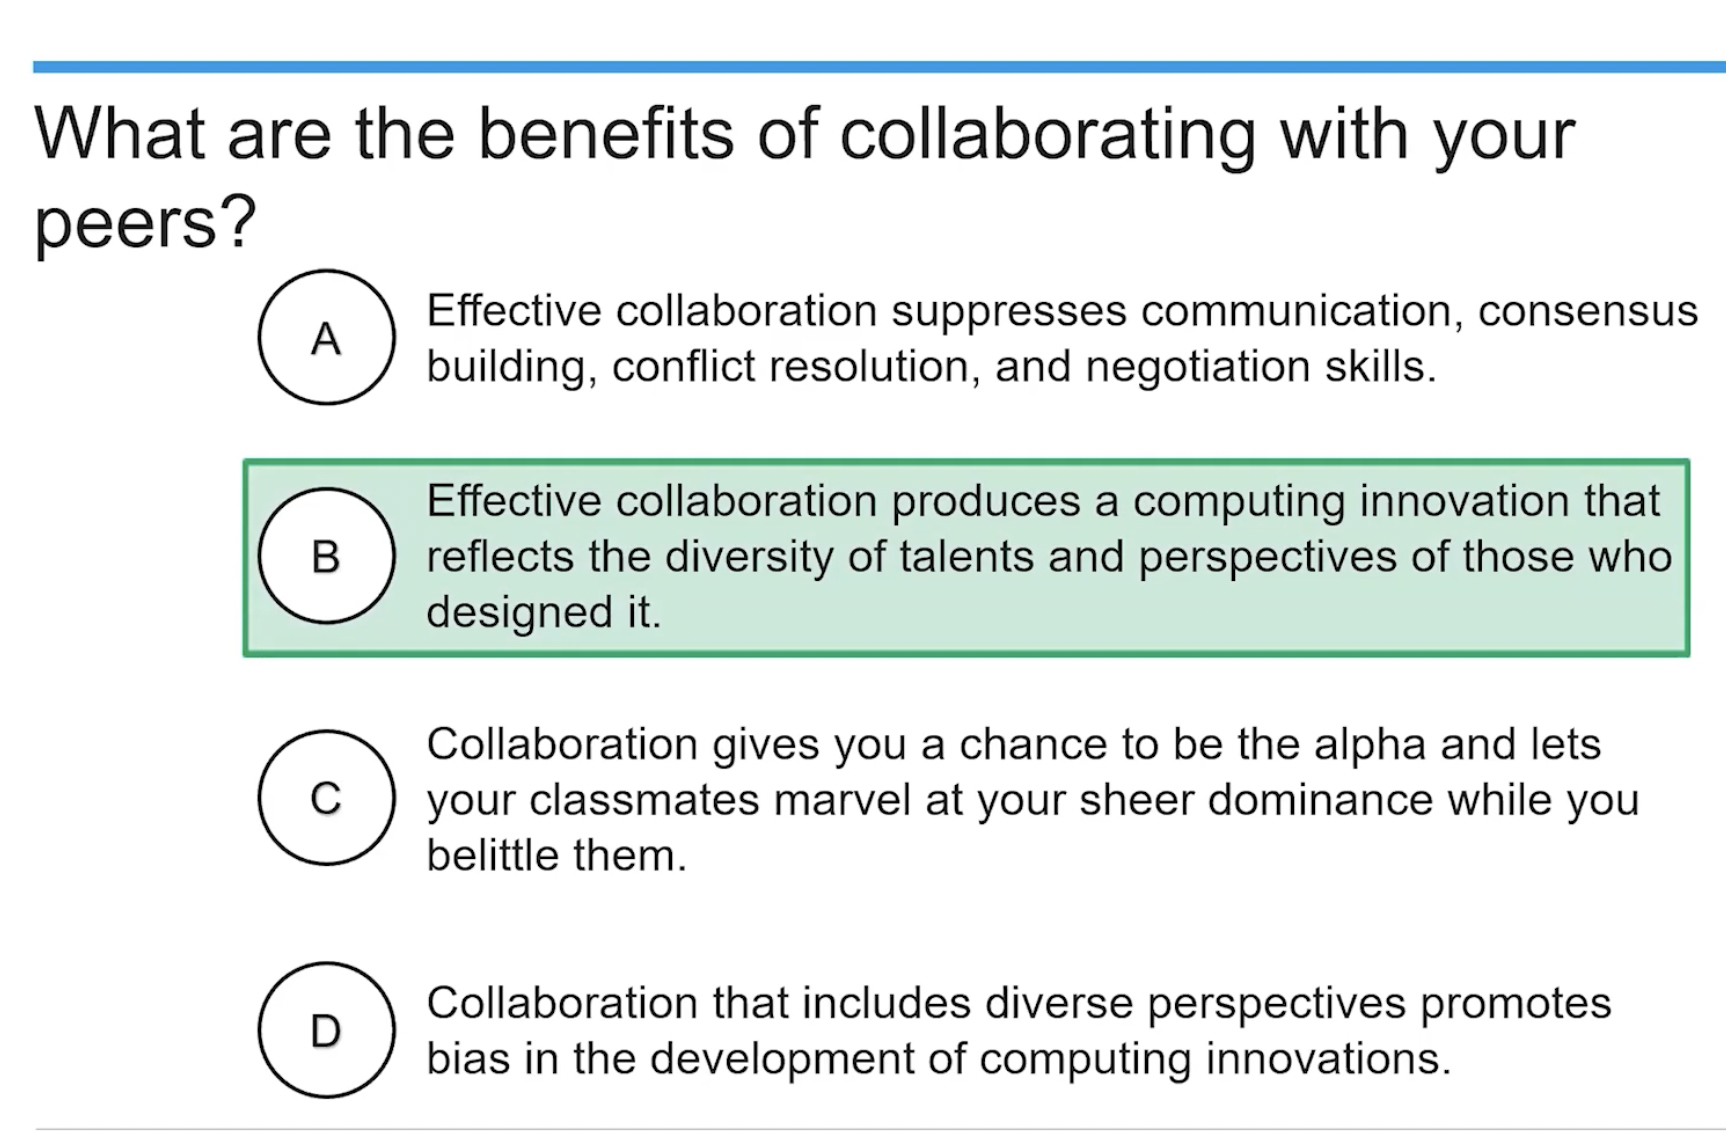 What are the benefits of collaborating with your
peers?
A
Effective collaboration suppresses communication, consensus
building, conflict resolution, and negotiation skills.
B
Effective collaboration produces a computing innovation that
reflects the diversity of talents and perspectives of those who
designed it.
C
Collaboration gives you a chance to be the alpha and lets
your classmates marvel at your sheer dominance while you
belittle them.
D
Collaboration that includes diverse perspectives promotes
bias in the development of computing innovations.